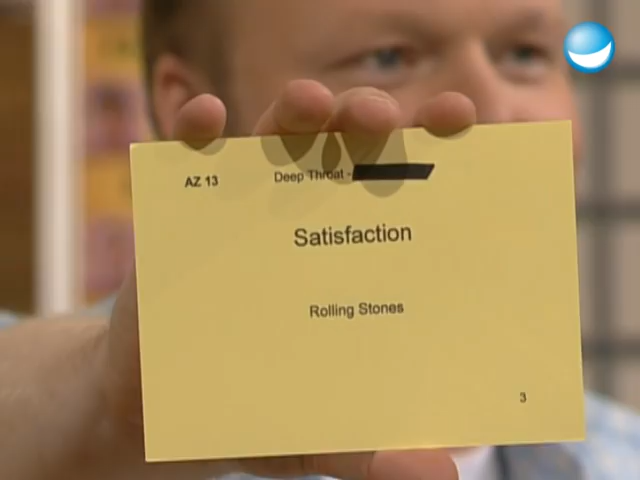 AZ 13 Deep Throat -
Satisfaction
Rolling Stones
3